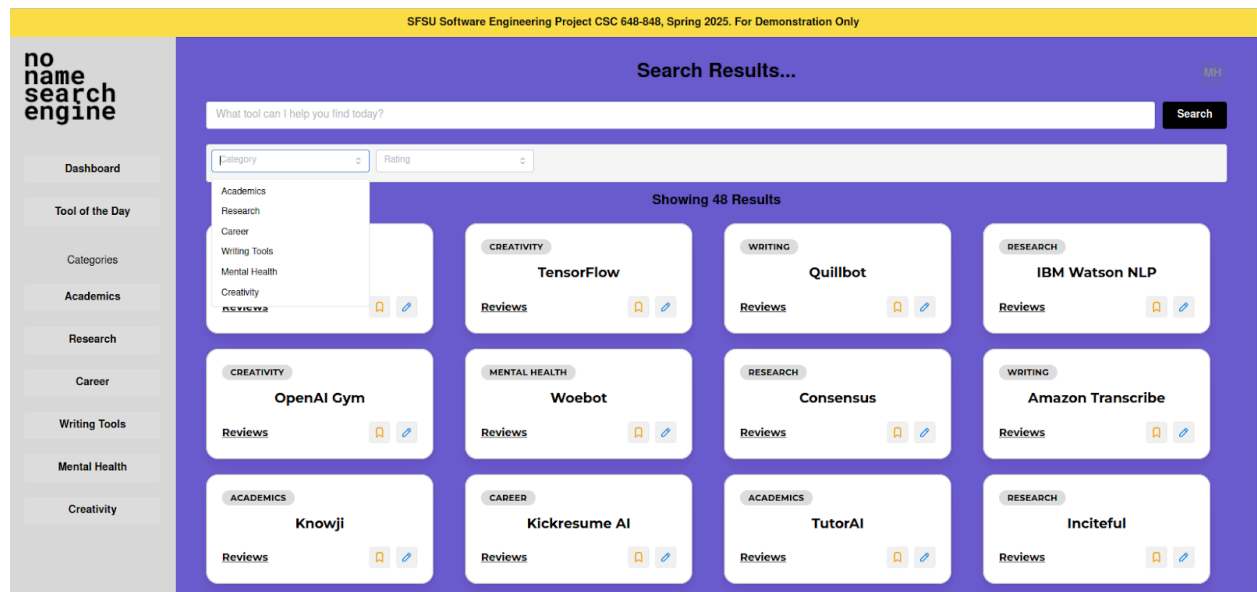 SFSU Software Engineering Project CSC 648-848, Spring 2025. For Demonstration Only
no
name
search
engine
Dashboard
Tool of the Day
Categories
Academics
Research
Career
Writing Tools
Mental Health
Creativity
Search Results...
MH
What tool can I help you find today?
Search
Category
Rating
Academics
Research
Career
Writing Tools
Mental Health
Creativity
Showing 48 Results
Reviews
CREATIVITY
TensorFlow
Reviews
WRITING
Quillbot
Reviews
RESEARCH
IBM Watson NLP
Reviews
CREATIVITY
OpenAI Gym
Reviews
MENTAL HEALTH
Woebot
Reviews
RESEARCH
Consensus
Reviews
WRITING
Amazon Transcribe
Reviews
ACADEMICS
Knowji
Reviews
CAREER
Kickresume AI
Reviews
ACADEMICS
TutorAI
Reviews
RESEARCH
Inciteful
Reviews